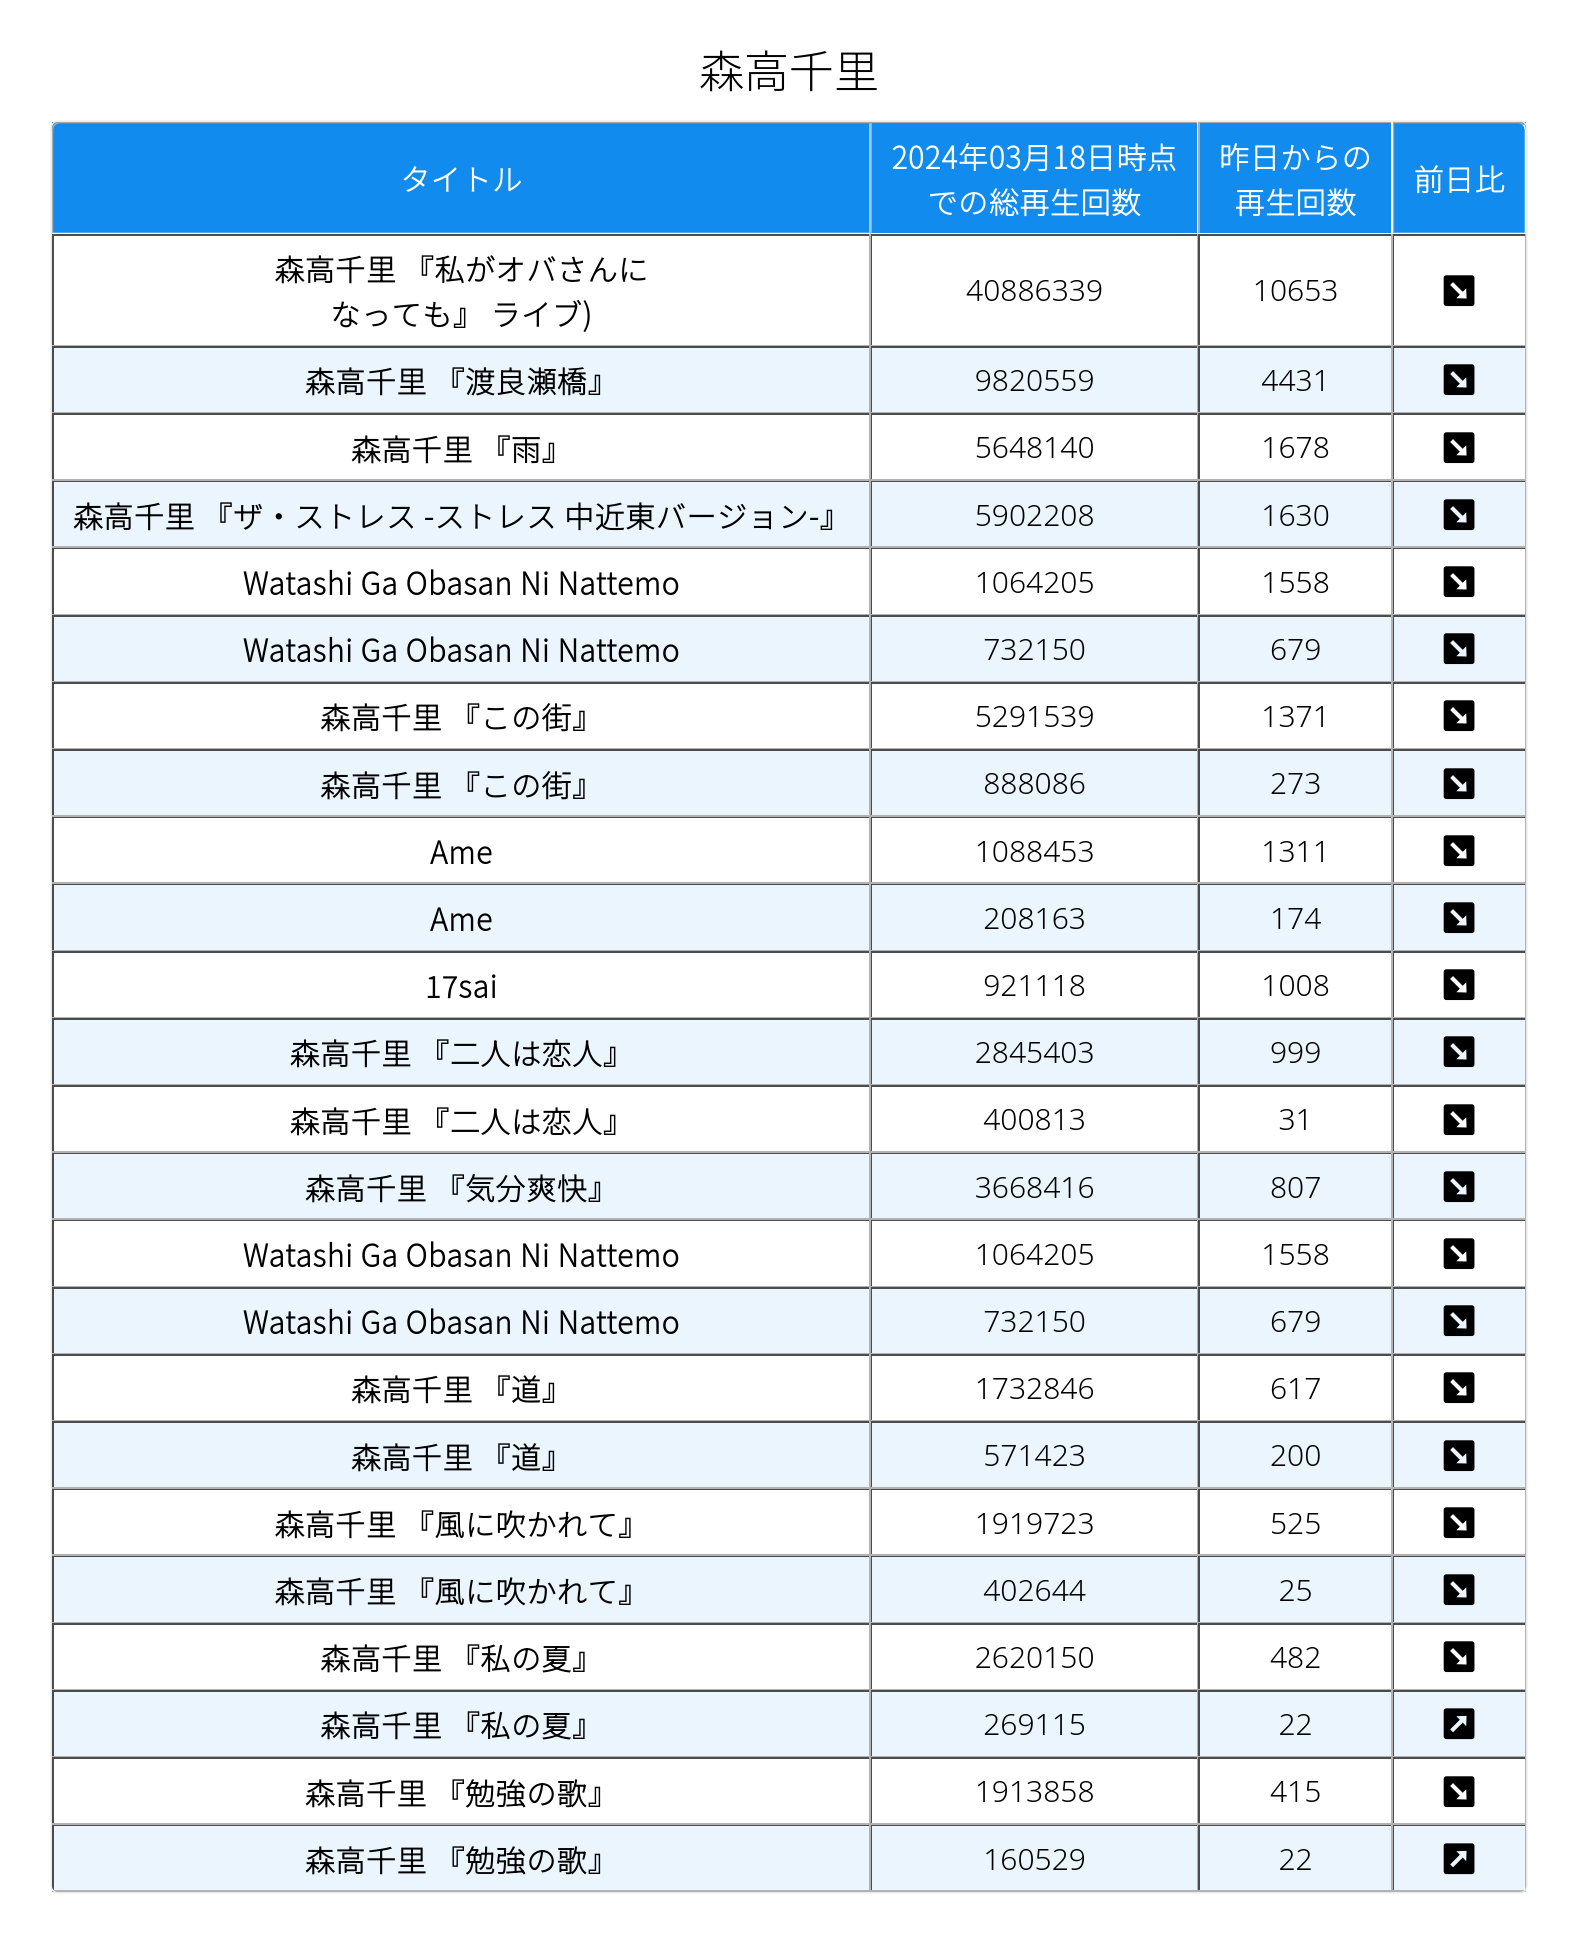 森高千里
タイトル
2024年03月18日時点
での総再生回数
昨日からの
再生回数
前日比
森高千里 『私がオバさんに
なっても』 ライブ)
40886339 10653
森高千里 『渡良瀬橋』 9820559 4431
森高千里 『雨』 5648140 1678
森高千里 『ザ・ストレス -ストレス 中近東バージョン-』 5902208 1630
Watashi Ga Obasan Ni Nattemo 1064205 1558
Watashi Ga Obasan Ni Nattemo 732150 679
森高千里 『この街』 5291539 1371
森高千里 『この街』 888086 273
Ame 1088453 1311
Ame 208163 174
17sai 921118 1008
森高千里 『二人は恋人』 2845403 999
森高千里 『二人は恋人』 400813 31
森高千里 『気分爽快』 3668416 807
Watashi Ga Obasan Ni Nattemo 1064205 1558
Watashi Ga Obasan Ni Nattemo 732150 679
森高千里 『道』 1732846 617
森高千里 『道』 571423 200
森高千里 『風に吹かれて』 1919723 525
森高千里 『風に吹かれて』 402644 25
森高千里 『私の夏』 2620150 482
森高千里 『私の夏』 269115 22
森高千里 『勉強の歌』 1913858 415
森高千里 『勉強の歌』 160529 22